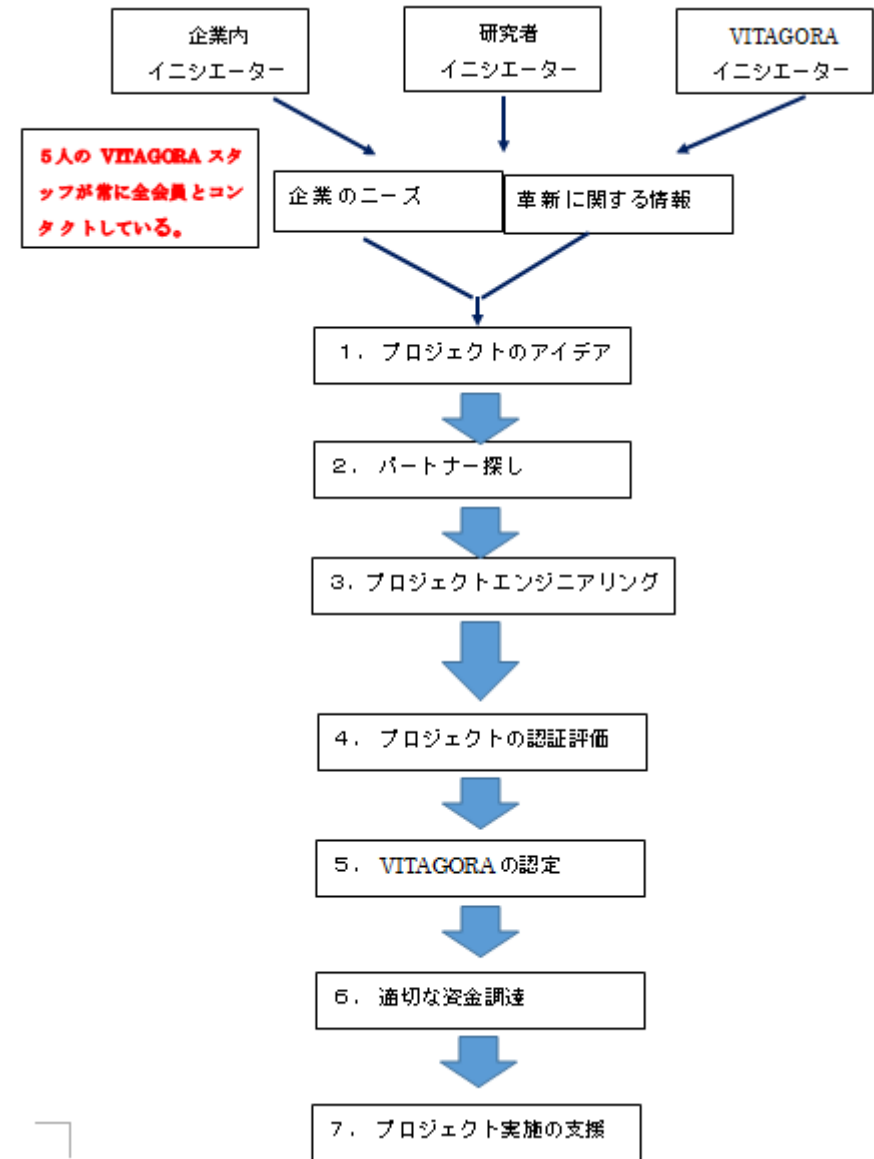 企業内
イニシエーター
研究者
イニシエーター
VITAGORA
イニシエーター
5人の VITAGORA スタ
ッフが常に全会員とコン
タクトしている。
企業のニーズ
革新に関する情報
１．プロジェクトのアイデア
２．パートナー探し
３．プロジェクトエンジニアリング
４．プロジェクトの認証評価
５．VITAGORAの認定
６．適切な資金調達
７．プロジェクト実施の支援